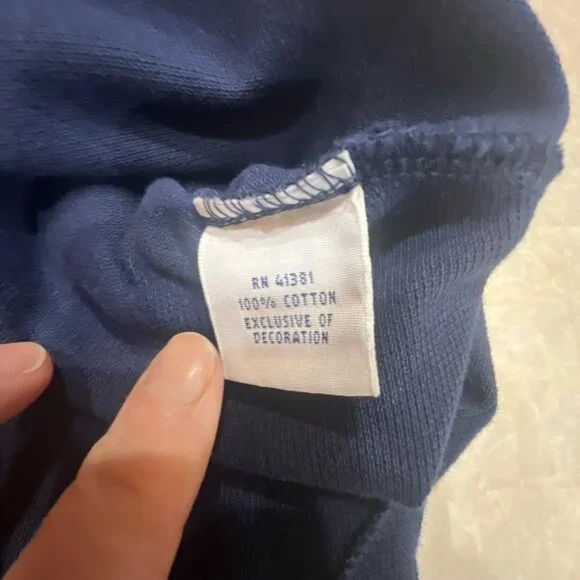 RN 41381
100% COTTON
EXCLUSIVE OF
DECORATION